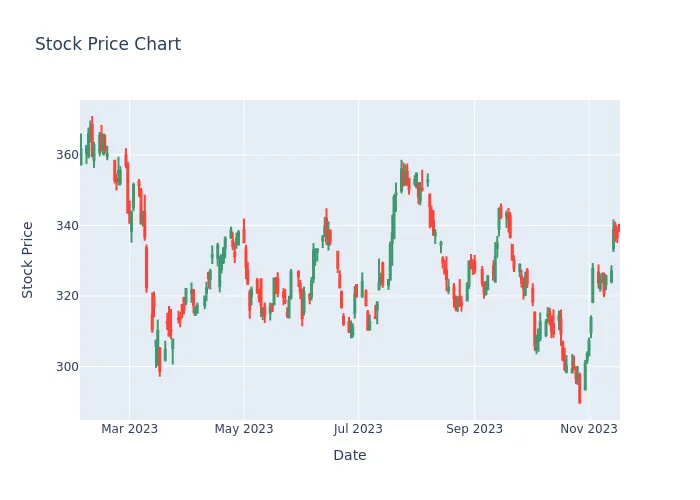 Stock Price Chart
Stock Price
360
340
320
300
Mar 2023
May 2023
Jul 2023
Sep 2023
Nov 2023
Date